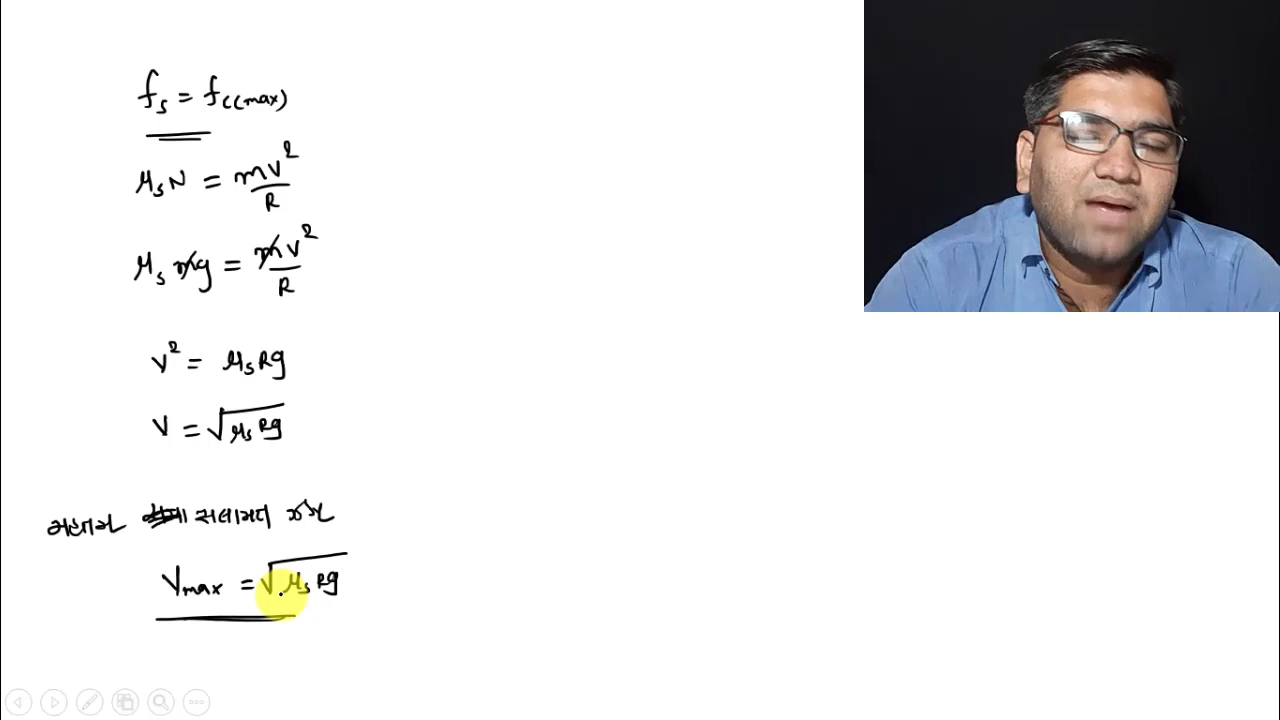 fs = fc(max)
μsN = mv²/R
μs mg = mv²/R
v² = μsRg
v = √μsRg
મહત્તમ સલામત ઝડપ
Vmax = √μsRg